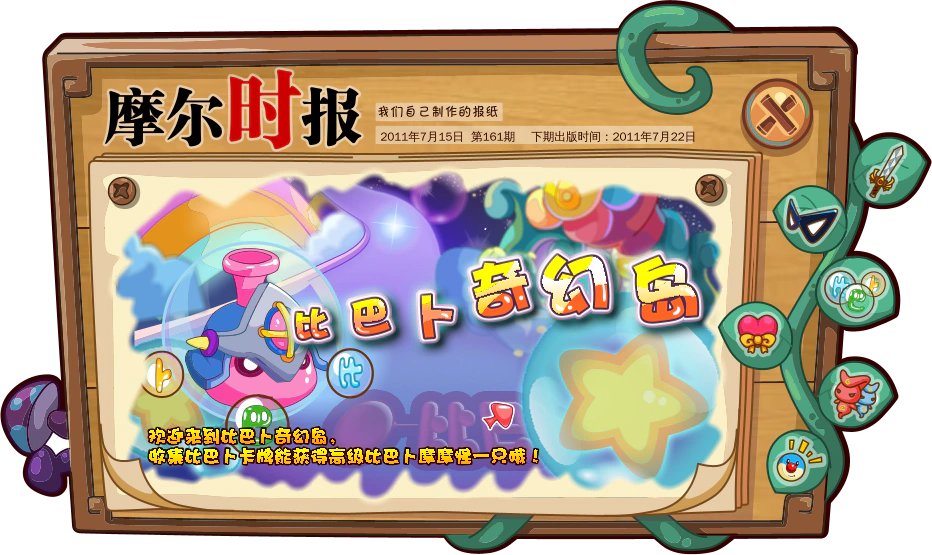 摩尔时报
我们自己制作的报纸
2011年7月15日 第161期 下期出版时间：2011年7月22日
比巴卜奇幻岛
卜
比
巴
欢迎来到比巴卜奇幻岛，
收集比巴卜卡牌能获得高级比巴卜摩摩怪一只哦！